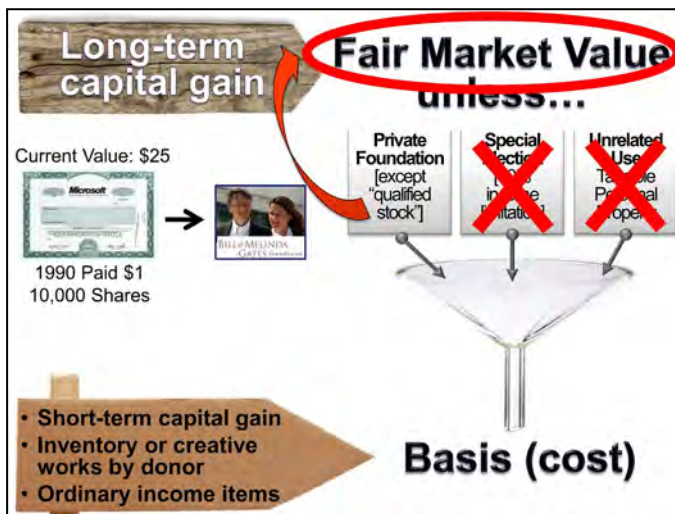 Long-term
capital gain
Fair Market Value
unless…
Private
Foundation
[except
“qualified
stock”]
Special
Unrelated
Personal
Current Value: $25
Microsoft
1990 Paid $1
10,000 Shares
BILL & MELINDA
GATES foundation
• Short-term capital gain
• Inventory or creative
works by donor
• Ordinary income items
Basis (cost)